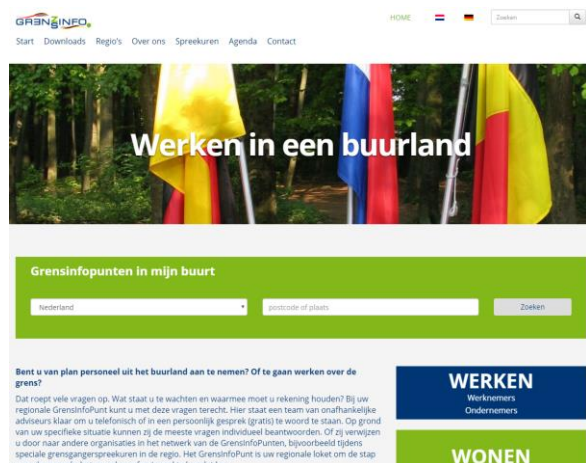 GRENZINFO.
HOME
Zoeken
Start Downloads Regio's Over ons Spreekuren Agenda Contact
Werken in een buurland
Grensinfopunten in mijn buurt
Nederland
postcode of plaats
Zoeken
Bent u van plan personeel uit het buurland aan te nemen? Of te gaan werken over de
grens?
Dat roept vele vragen op. Wat staat u te wachten en waarmee moet u rekening houden? Bij uw
regionale GrensInfoPunt kunt u met deze vragen terecht. Hier staat een team van onafhankelijke
adviseurs klaar om u telefonisch of in een persoonlijk gesprek (gratis) te woord te staan. Op grond
van uw specifieke situatie kunnen zij de meeste vragen individueel beantwoorden. Of zij verwijzen
u door naar andere organisaties in het netwerk van de GrensInfoPunten, bijvoorbeeld tijdens
speciale grensgangerspreekuren in de regio. Het GrensInfoPunt is uw regionale loket om de stap
WERKEN
Werknemers
Ondernemers
WONEN